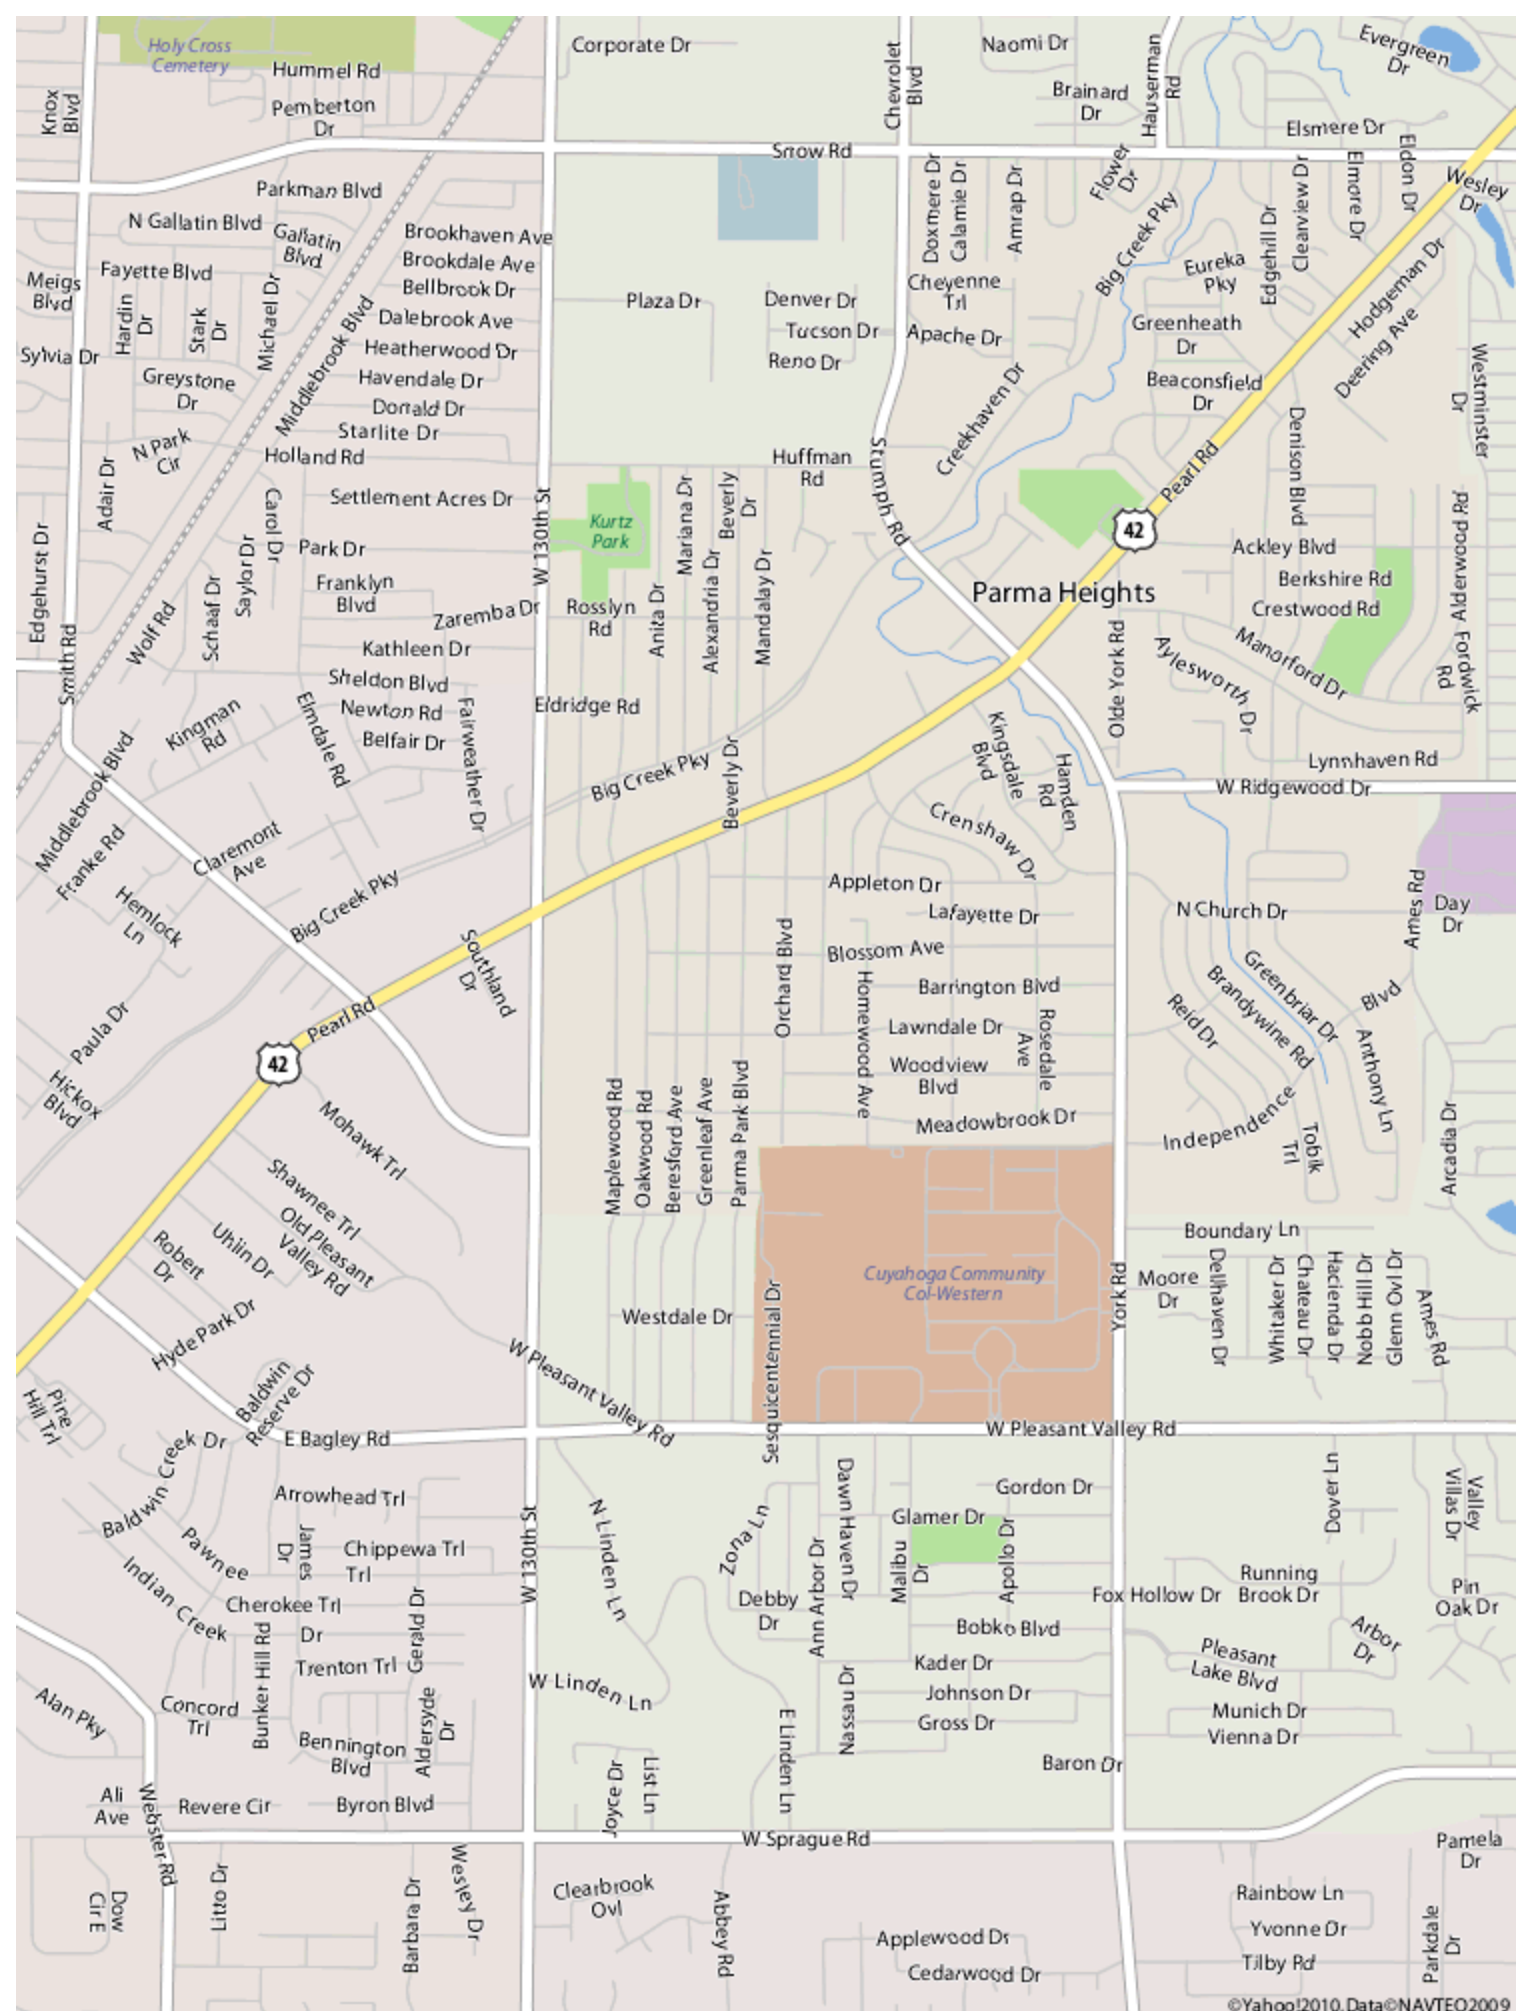 Holy Cross
Cemetery
Corporate Dr
Chevrolet
Blvd
Naomi Dr
Hauserman
Rd
Evergreen
Dr
Hummel Rd
Knox
Blvd
Pemberton
Dr
Brainard
Dr
Elsmere Dr
Snow Rd
Eldon Dr
Elmore Dr
Clearview Dr
Edgehill Dr
Wesley
Dr
Flower
Dr
Doxmere Dr
Calamie Dr
Amrap Dr
Parkman Blvd
N Gallatin Blvd
Gallatin
Blvd
Brookhaven Ave
Brookdale Ave
Bellbrook Dr
Meigs
Blvd
Fayette Blvd
Hardin
Dr
Stark
Dr
Michael Dr
Middlebrook Blvd
Dalebrook Ave
Heatherwood Dr
Plaza Dr
Denver Dr
Tucson Dr
Reno Dr
Cheyenne
Trl
Apache Dr
Big Creek Pky
Eureka
Pky
Greenheath
Dr
Hodgeman Dr
Deering Ave
Sylvia Dr
Greystone
Dr
Havendale Dr
Donald Dr
Starlite Dr
Beaconsfield
Dr
Westminster
Dr
Creekhaven Dr
Denison Blvd
N Park
Cir
Holland Rd
Huffman
Rd
Stumph Rd
Pearl Rd
42
Adair Dr
Carol Dr
Settlement Acres Dr
W 130th St
Kurtz
Park
Mariana Dr
Beverly
Dr
Edgehurst Dr
Saylor Dr
Park Dr
Schaaf Dr
Franklyn
Blvd
Zaremba Dr
Rosslyn
Rd
Anita Dr
Alexandria Dr
Mandalay Dr
Parma Heights
Ackley Blvd
Berkshire Rd
Crestwood Rd
Alderwood Rd
Fordwick
Rd
Manorford Dr
Aylesworth Dr
Olde York Rd
Smith Rd
Wolf Rd
Kathleen Dr
Sheldon Blvd
Newton Rd
Belfair Dr
Kingman
Rd
Elmdale Rd
Fairweather Dr
Eldridge Rd
Big Creek Pky
Beverly Dr
Kingsdale
Blvd
Hamden
Rd
Lynnhaven Rd
W Ridgewood Dr
Middlebrook Blvd
Franke Rd
Claremont
Ave
Crenshaw Dr
Hemlock
Ln
Big Creek Pky
Appleton Dr
Lafayette Dr
N Church Dr
Ames Rd
Day
Dr
Southland
Dr
Orchard Blvd
Blossom Ave
Barrington Blvd
Homewood Ave
Lawndale Dr
Rosedale
Ave
Woodview
Blvd
Meadowbrook Dr
Reid Dr
Brandywine Rd
Greenbriar Dr
Independence
Blvd
Anthony Ln
Tobik
Trl
Arcadia Dr
Pearl Rd
42
Paula Dr
Hickox
Blvd
Mohawk Trl
Maplewood Rd
Oakwood Rd
Beresford Ave
Greenleaf Ave
Parma Park Blvd
Shawnee Trl
Old Pleasant
Valley Rd
Uhlin Dr
Robert
Dr
Hyde Park Dr
Cuyahoga Community
Col-Western
Westdale Dr
Sasquicentennial Dr
York Rd
Boundary Ln
Moore
Dr
Dellhaven Dr
Whitaker Dr
Chateau Dr
Hacienda Dr
Nobb Hill Dr
Glenn Ovl Dr
Ames Rd
W Pleasant Valley Rd
W Pleasant Valley Rd
Pine
Hill Trl
Baldwin
Reserve Dr
E Bagley Rd
Baldwin Creek Dr
Arrowhead Trl
Pawnee
Trl
James
Dr
Chippewa Trl
Indian Creek
Dr
Cherokee Trl
Gerald Dr
Bunker Hill Rd
Trenton Trl
W 130th St
N Linden Ln
Zona Ln
Debby
Dr
Ann Arbor Dr
Dawn Haven Dr
Malibu
Dr
Gordon Dr
Glamer Dr
Apollo Dr
Bobko Blvd
Kader Dr
Johnson Dr
Gross Dr
Nassau Dr
Dover Ln
Valley
Villas Dr
Running
Brook Dr
Fox Hollow Dr
Pin
Oak Dr
Arbor
Dr
Pleasant
Lake Blvd
Munich Dr
Vienna Dr
Alan Pky
Concord
Trl
Aldersyde
Dr
Bennington
Blvd
W Linden Ln
E Linden Ln
Joyce Dr
List Ln
Baron Dr
Ali
Ave
Webster Rd
Revere Cir
Byron Blvd
W Sprague Rd
Pamela
Dr
Dow
Cir E
Litto Dr
Barbara Dr
Wesley Dr
Clearbrook
Ovl
Abbey Rd
Applewood Dr
Cedarwood Dr
Rainbow Ln
Yvonne Dr
Tilby Rd
Parkdale
Dr
©Yahoo!2010,Data©NAVTEQ2009